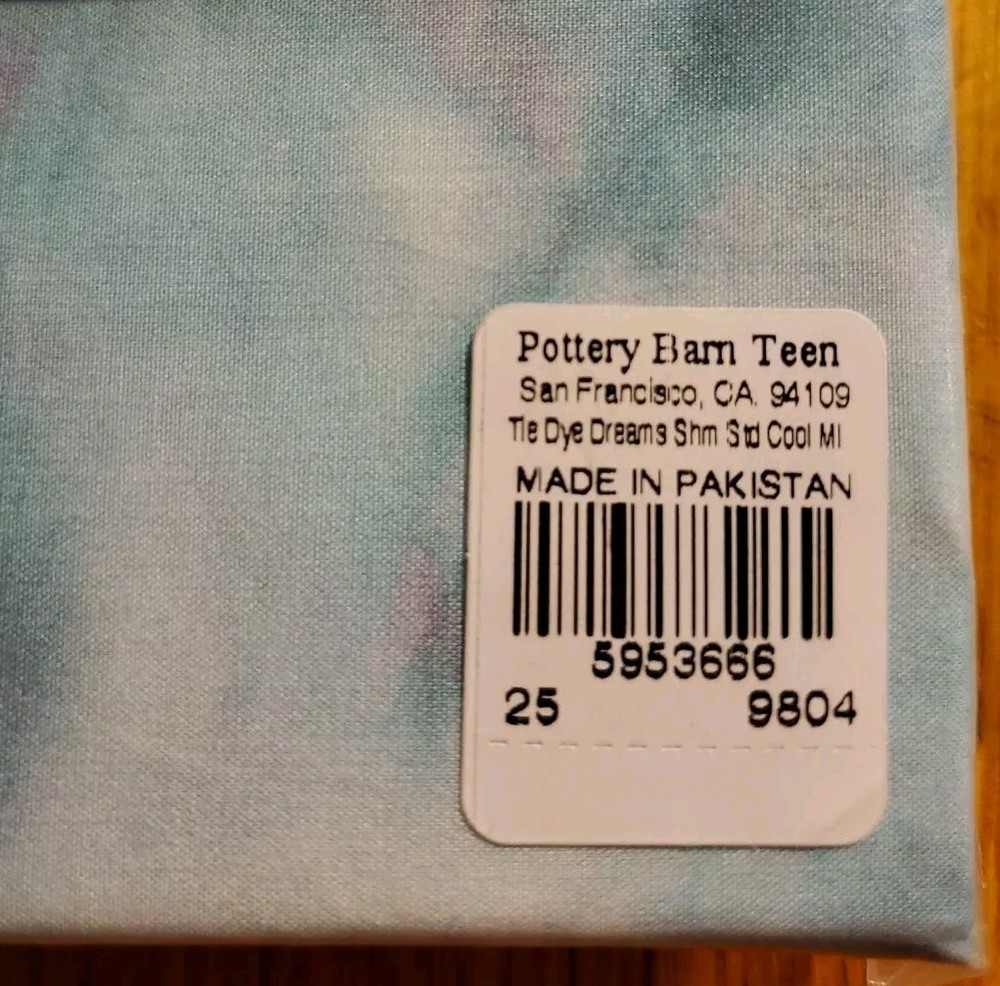 Pottery Barn Teen
San Francisco, CA. 94109
Tie Dye Dreams Shm Std Cool MI
MADE IN PAKISTAN
5953666
25 9804